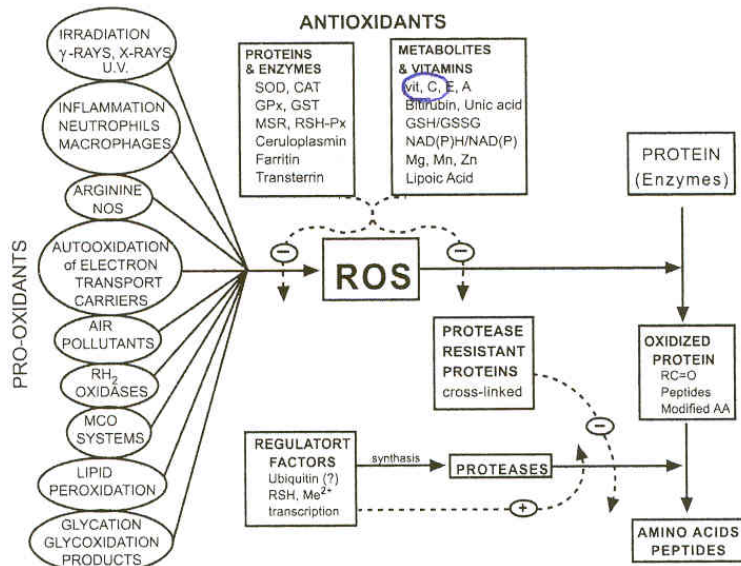 ANTIOXIDANTS
PRO-OXIDANTS
IRRADIATION
γ-RAYS, X-RAYS
U.V.
INFLAMMATION
NEUTROPHILS
MACROPHAGES
ARGININE
NOS
AUTOOXIDATION
of ELECTRON
TRANSPORT
CARRIERS
AIR
POLLUTANTS
RH2
OXIDASES
MCO
SYSTEMS
LIPID
PEROXIDATION
GLYCATION
GLYCOXIDATION
PRODUCTS
PROTEINS
& ENZYMES
SOD, CAT
GPx, GST
MSR, RSH-Px
Ceruloplasmin
Farritin
Transterrin
METABOLITES
& VITAMINS
vit, C, E, A
Bitirubin, Unic acid
GSH/GSSG
NAD(P)H/NAD(P)
Mg, Mn, Zn
Lipoic Acid
PROTEIN
(Enzymes)
−
ROS
−
PROTEASE
RESISTANT
PROTEINS
cross-linked
OXIDIZED
PROTEIN
RC=O
Peptides
Modified AA
−
REGULATORT
FACTORS
Ubiquitin (?)
RSH, Me2+
transcription
synthasis
PROTEASES
+
AMINO ACIDS
PEPTIDES